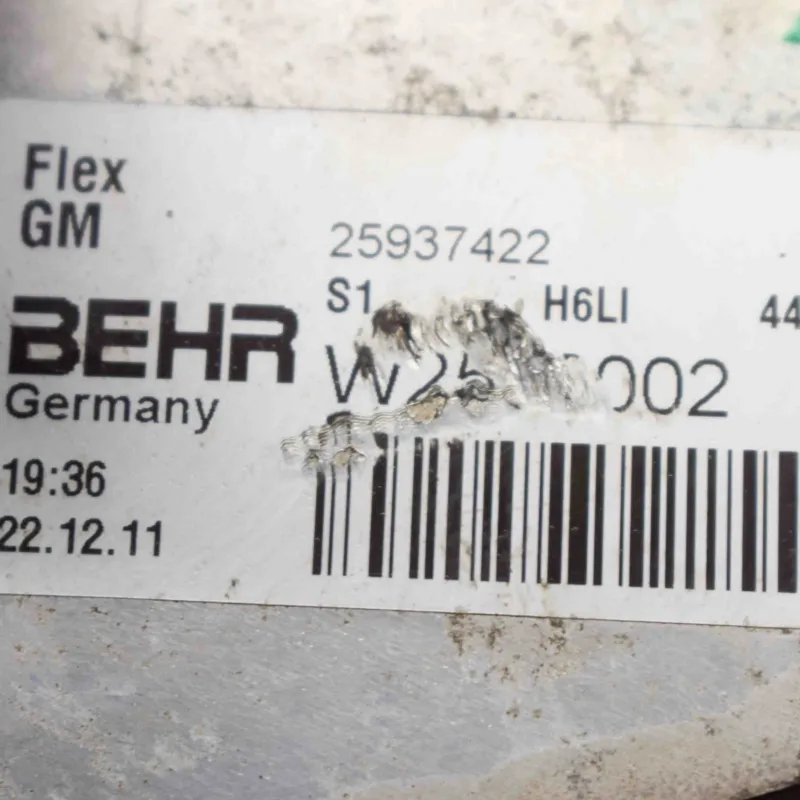 Flex
GM
25937422
S1 H6LI 44
BEHR
Germany
19:36
22.12.11